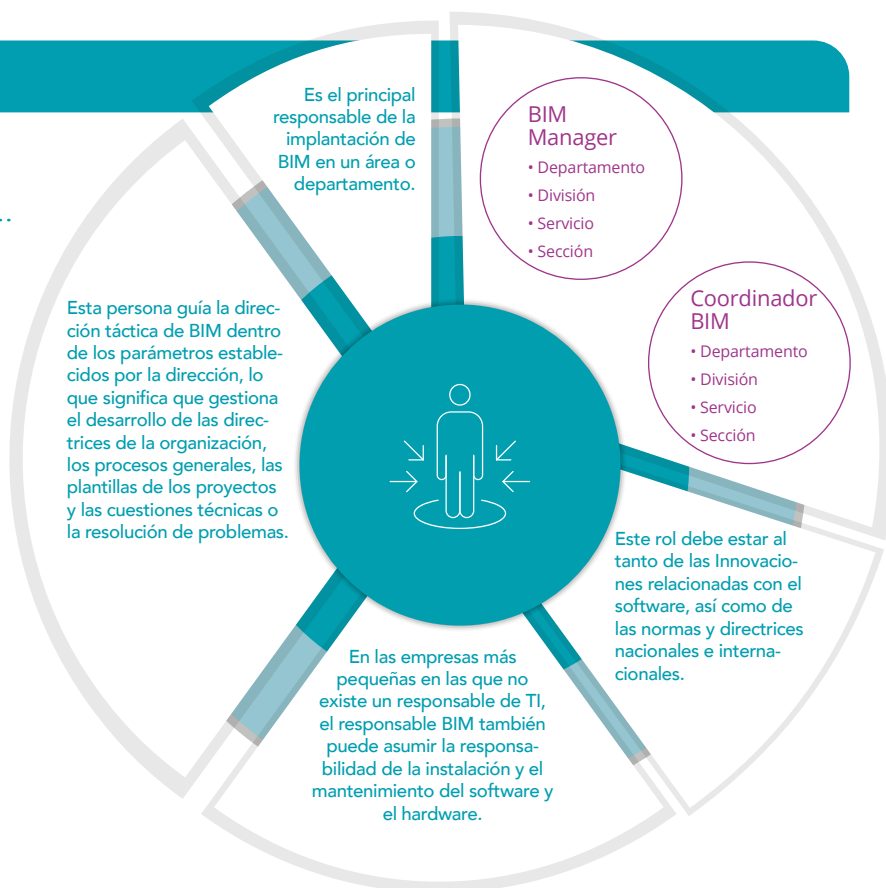 Es el principal
responsable de la
implantación de
BIM en un área o
departamento.
BIM
Manager
• Departamento
• División
• Servicio
• Sección
Coordinador
BIM
• Departamento
• División
• Servicio
• Sección
..
Esta persona guía la direc-
ción táctica de BIM dentro
de los parámetros estable-
cidos por la dirección, lo
que significa que gestiona
el desarrollo de las direc-
trices de la organización,
los procesos generales, las
plantillas de los proyectos
y las cuestiones técnicas o
la resolución de problemas.
Este rol debe estar al
tanto de las Innovacio-
nes relacionadas con el
software, así como de
las normas y directrices
nacionales e interna-
cionales.
En las empresas más
pequeñas en las que no
existe un responsable de TI,
el responsable BIM también
puede asumir la responsa-
bilidad de la instalación y el
mantenimiento del software y
el hardware.